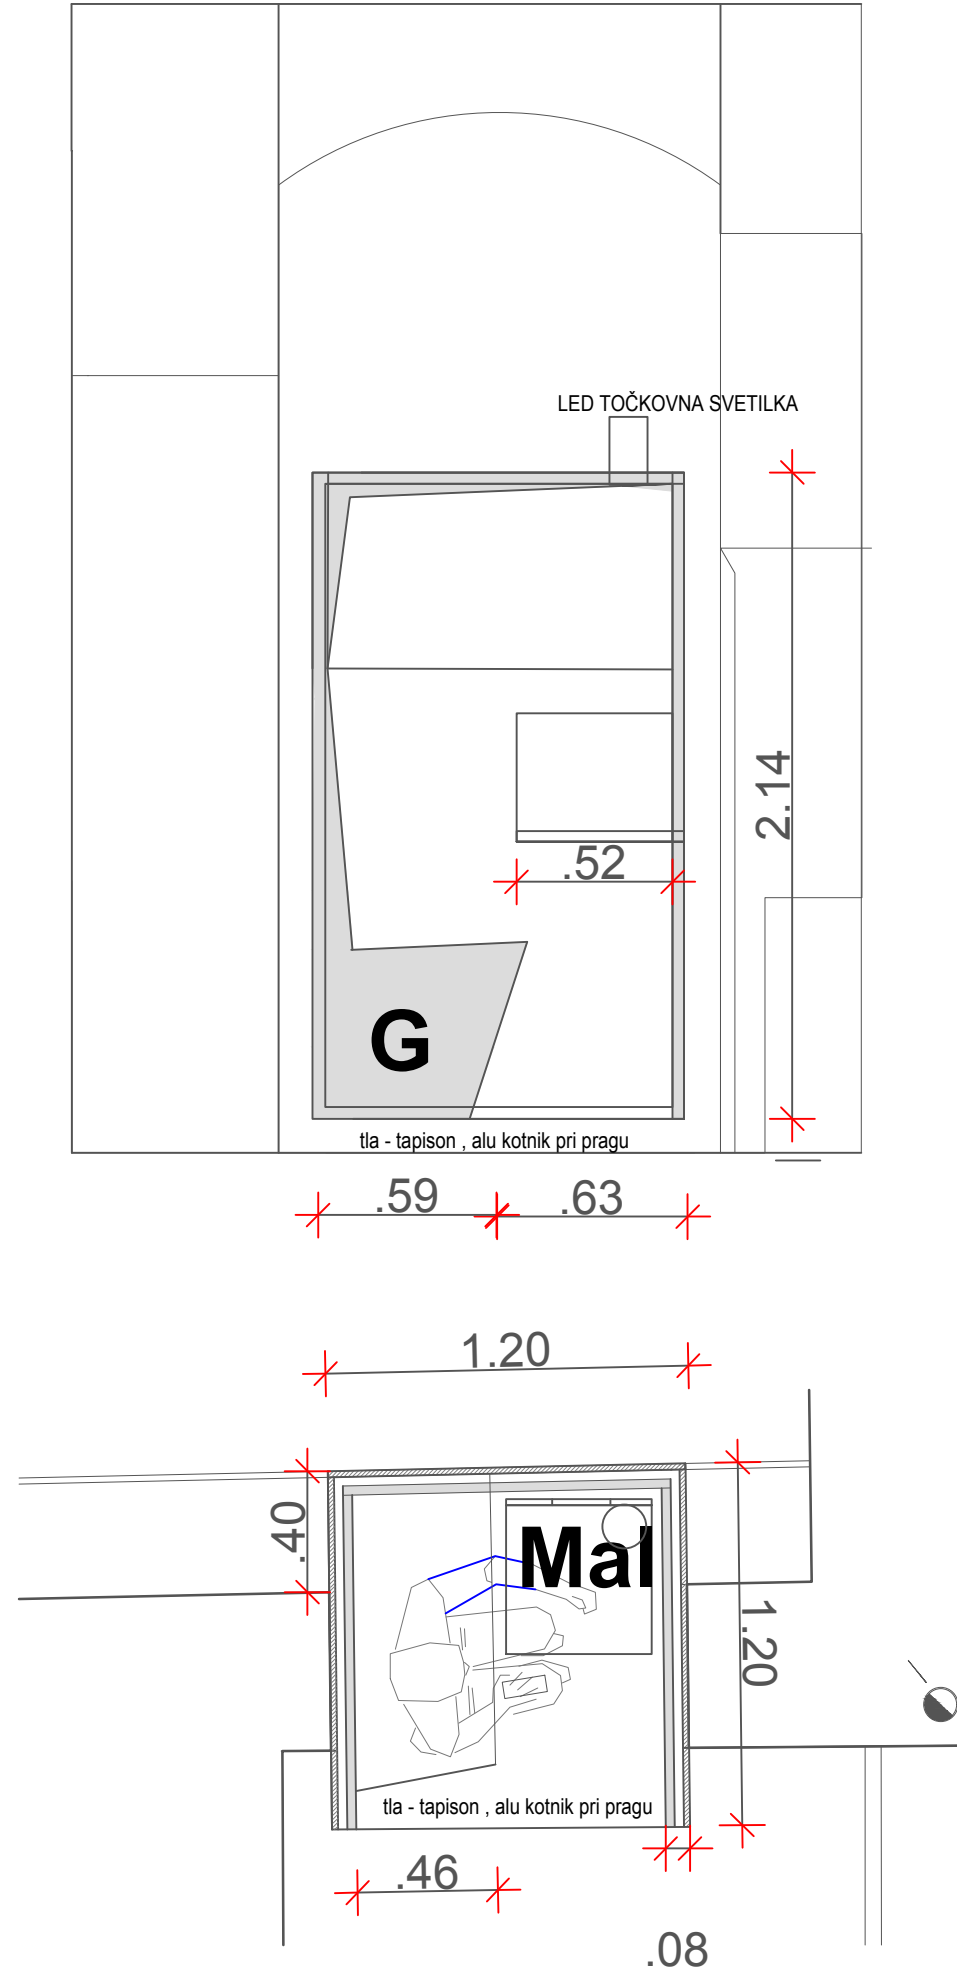 LED TOČKOVNA SVETILKA
2.14
.52
G
tla - tapison , alu kotnik pri pragu
.59
.63
1.20
.40
Mal
1.20
tla - tapison , alu kotnik pri pragu
.46
.08